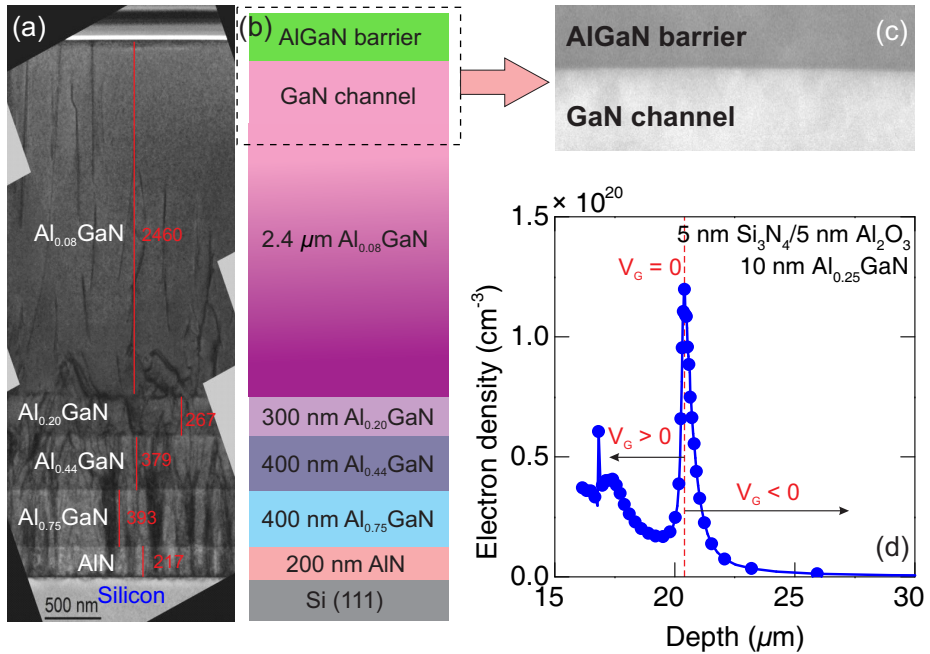 (a)
Al0.08GaN
2460
Al0.20GaN
267
Al0.44GaN
379
Al0.75GaN
393
AlN
217
Silicon
500 nm
(b)
AlGaN barrier
GaN channel
2.4 µm Al0.08GaN
300 nm Al0.20GaN
400 nm Al0.44GaN
400 nm Al0.75GaN
200 nm AlN
Si (111)
AlGaN barrier
(c)
GaN channel
1.5 × 10^20
5 nm Si3N4/5 nm Al2O3
VG = 0
10 nm Al0.25GaN
1.0
0.50
0.0
VG > 0
VG < 0
(d)
Electron density (cm-3)
15
20
25
30
Depth (µm)